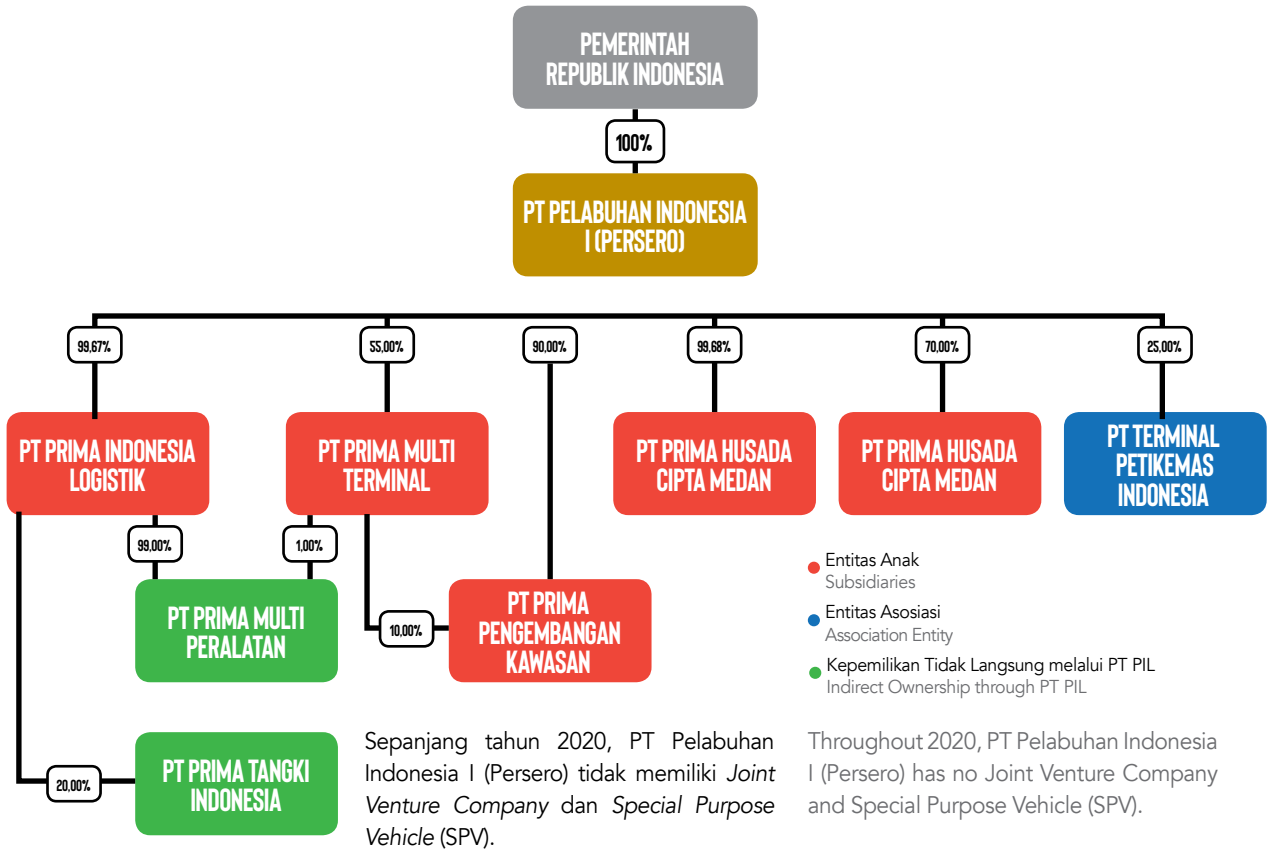 PEMERINTAH
REPUBLIK INDONESIA
100%
PT PELABUHAN INDONESIA
I (PERSERO)
99,67%
55,00%
90,00%
99,68%
70,00%
25,00%
PT PRIMA INDONESIA
LOGISTIK
PT PRIMA MULTI
TERMINAL
PT PRIMA HUSADA
CIPTA MEDAN
PT PRIMA HUSADA
CIPTA MEDAN
PT TERMINAL
PETIKEMAS
INDONESIA
99,00%
1,00%
10,00%
PT PRIMA MULTI
PERALATAN
PT PRIMA
PENGEMBANGAN
KAWASAN
Entitas Anak
Subsidiaries
Entitas Asosiasi
Association Entity
Kepemilikan Tidak Langsung melalui PT PIL
Indirect Ownership through PT PIL
20,00%
PT PRIMA TANGKI
INDONESIA
Sepanjang tahun 2020, PT Pelabuhan
Indonesia I (Persero) tidak memiliki Joint
Venture Company dan Special Purpose
Vehicle (SPV).
Throughout 2020, PT Pelabuhan Indonesia
I (Persero) has no Joint Venture Company
and Special Purpose Vehicle (SPV).